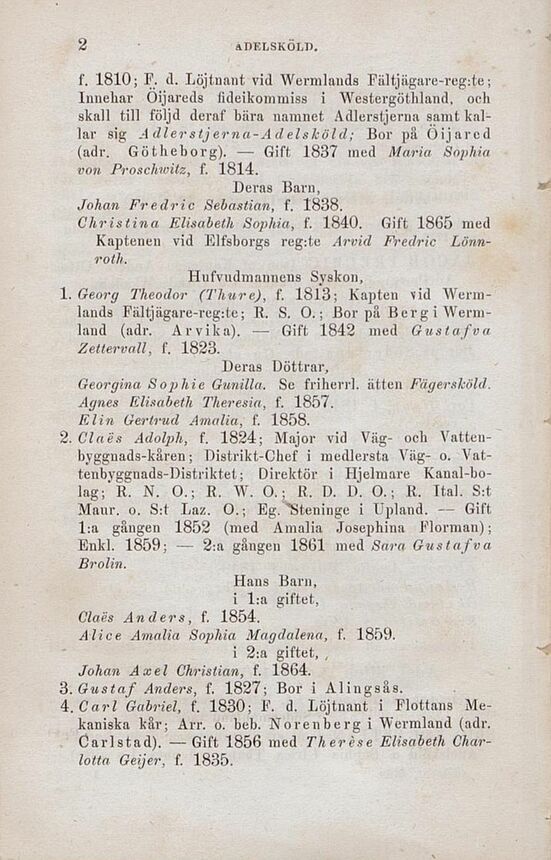 2
ADELSKÖLD.
f. 1810; F. d. Löjtnant vid Wermlands Fältjägare-reg:te;
Innehar Öijareds fideikommiss i Westergöthland, och
skall till följd deraf bära namnet Adlerstjerna samt kal-
lar sig Adlerstjerna-Adelsköld; Bor på Öijared
(adr. Götheborg). — Gift 1837 med Maria Sophia
von Proschwitz, f. 1814.
Deras Barn,
Johan Fredric Sebastian, f. 1838.
Christina Elisabeth Sophia, f. 1840. Gift 1865 med
Kaptenen vid Elfsborgs reg:te Arvid Fredric Lönn-
roth.
Hufvudmannens Syskon,
1. Georg Theodor (Thure), f. 1813; Kapten vid Werm-
lands Fältjägare-reg:te; R. S. O.; Bor på Berg i Werm-
land (adr. Arvika). — Gift 1842 med Gustafva
Zettervall, f. 1823.
Deras Döttrar,
Georgina Sophie Gunilla. Se friherrl. ätten Fägersköld.
Agnes Elisabeth Theresia, f. 1857.
Elin Gertrud Amalia, f. 1858.
2. Claës Adolph, f. 1824; Major vid Väg- och Vatten-
byggnads-kåren; Distrikt-Chef i medlersta Väg- o. Vat-
tenbyggnads-Distriktet; Direktör i Hjelmare Kanal-bo-
lag; R. N. O.; R. W. O.; R. D. D. O.; R. Ital. S:t
Maur. o. S:t Laz. O.; Eg. Steninge i Upland. — Gift
1:a gången 1852 (med Amalia Josephina Florman);
Enkl. 1859; — 2:a gången 1861 med Sara Gustafva
Brolin.
Hans Barn,
i 1:a giftet,
Claës Anders, f. 1854.
Alice Amalia Sophia Magdalena, f. 1859.
i 2:a giftet,
Johan Axel Christian, f. 1864.
3. Gustaf Anders, f. 1827; Bor i Alingsås.
4. Carl Gabriel, f. 1830; F. d. Löjtnant i Flottans Me-
kaniska kår; Arr. o. beb. Norenberg i Wermland (adr.
Carlstad). — Gift 1856 med Therèse Elisabeth Char-
lotta Geijer, f. 1835.